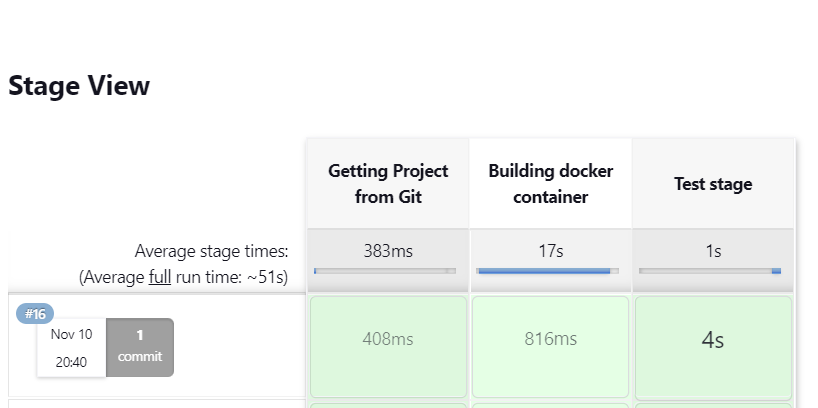 Stage View
Getting Project
from Git
Building docker
container
Test stage
Average stage times:
(Average full run time: ~51s)
383ms
17s
1s
#16
Nov 10
20:40
1
commit
408ms
816ms
4s